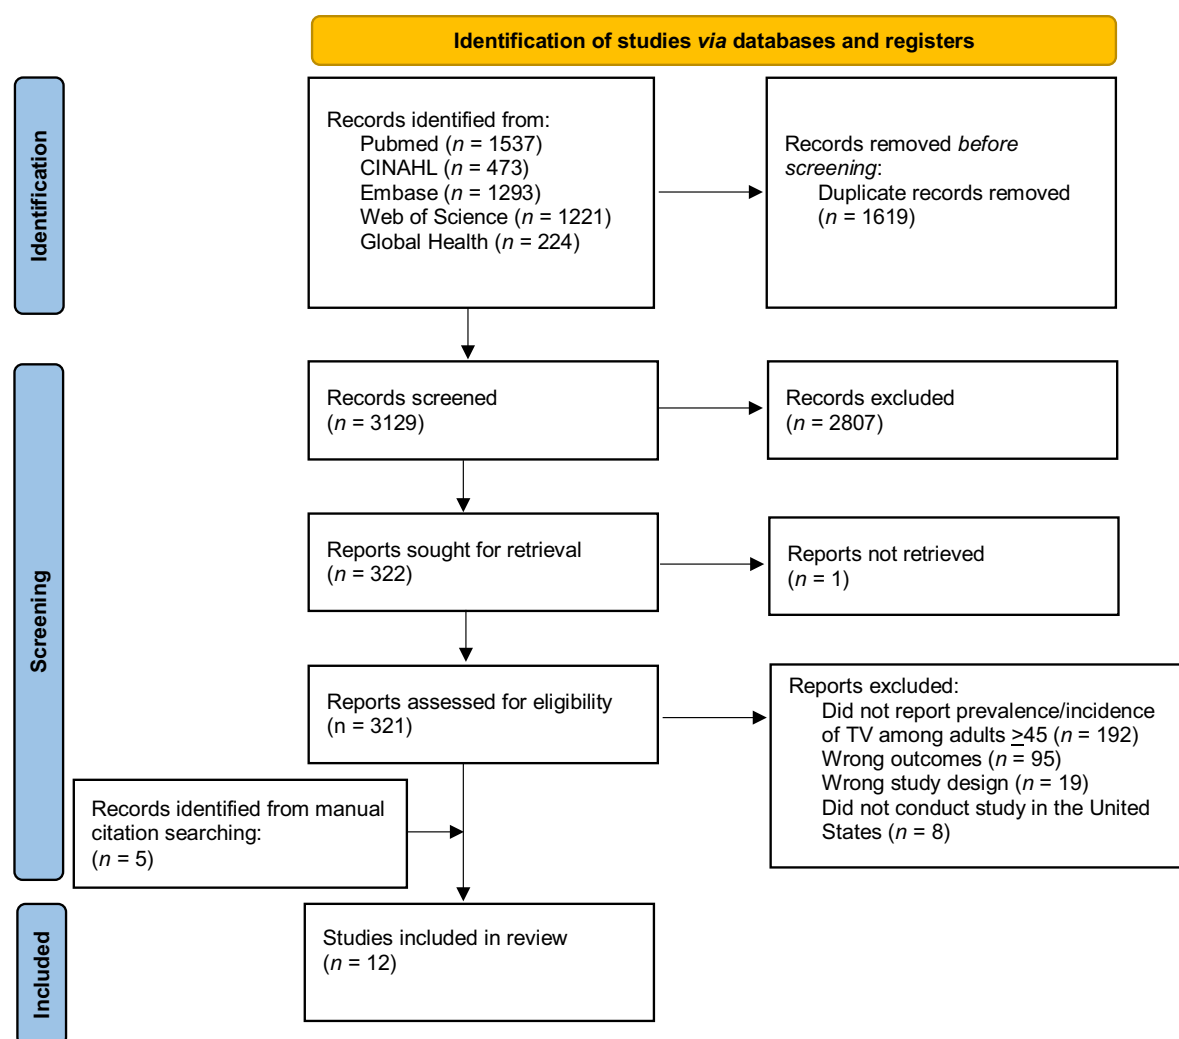 Identification of studies via databases and registers
Identification
Records identified from:
Pubmed (n = 1537)
CINAHL (n = 473)
Embase (n = 1293)
Web of Science (n = 1221)
Global Health (n = 224)
Records removed before
screening:
Duplicate records removed
(n = 1619)
Screening
Records screened
(n = 3129)
Records excluded
(n = 2807)
Reports sought for retrieval
(n = 322)
Reports not retrieved
(n = 1)
Reports assessed for eligibility
(n = 321)
Reports excluded:
Did not report prevalence/incidence
of TV among adults ≥45 (n = 192)
Wrong outcomes (n = 95)
Wrong study design (n = 19)
Did not conduct study in the United
States (n = 8)
Records identified from manual
citation searching:
(n = 5)
Included
Studies included in review
(n = 12)